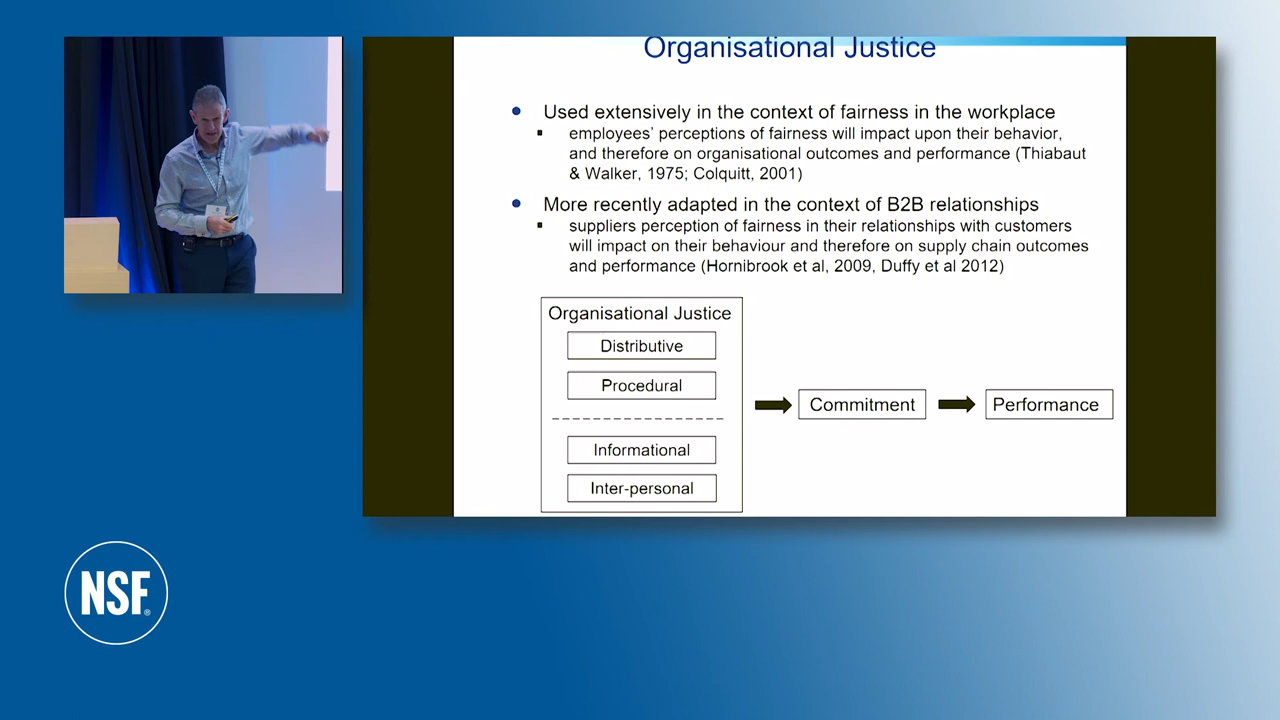 Organisational Justice
Used extensively in the context of fairness in the workplace
employees' perceptions of fairness will impact upon their behavior,
and therefore on organisational outcomes and performance (Thiabaut
& Walker, 1975; Colquitt, 2001)
More recently adapted in the context of B2B relationships
suppliers perception of fairness in their relationships with customers
will impact on their behaviour and therefore on supply chain outcomes
and performance (Hornibrook et al, 2009, Duffy et al 2012)
Organisational Justice
Distributive
Procedural
Informational
Inter-personal
Commitment
Performance
NSF®